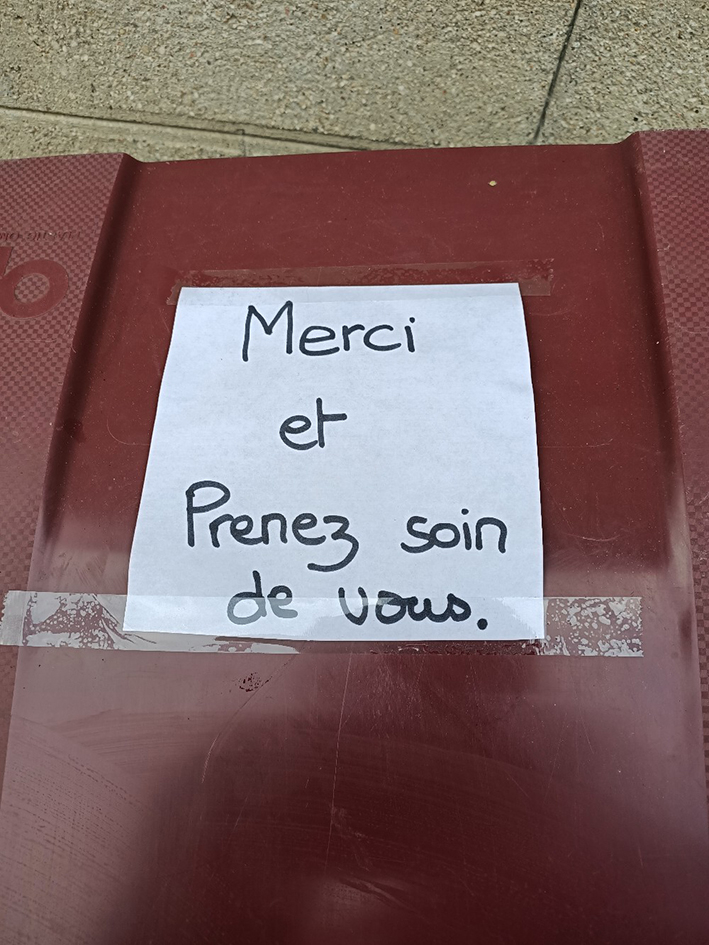 Merci
et
Prenez soin
de vous.